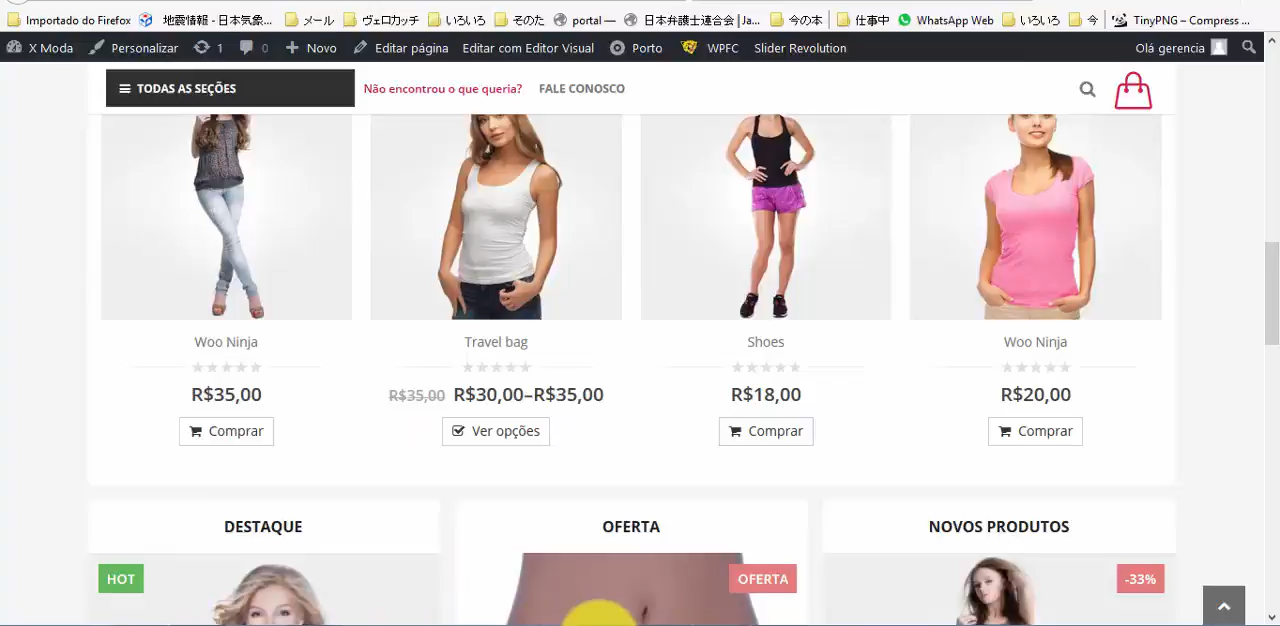 Importado do Firefox 地震情報 - 日本気象... メール ヴェロカッチ いろいろ そのた portal — 日本弁護士連合会 | Ja... 今の本 仕事中 WhatsApp Web いろいろ 今 TinyPNG – Compress ...
X Moda Personalizar 1 0 Novo Editar página Editar com Editor Visual Porto WPFC Slider Revolution Olá gerencia
TODAS AS SEÇÕES Não encontrou o que queria? FALE CONOSCO
Woo Ninja Travel bag Shoes Woo Ninja
R$35,00 R$35,00 R$30,00–R$35,00 R$18,00 R$20,00
Comprar Ver opções Comprar Comprar
DESTAQUE OFERTA NOVOS PRODUTOS
HOT OFERTA -33%